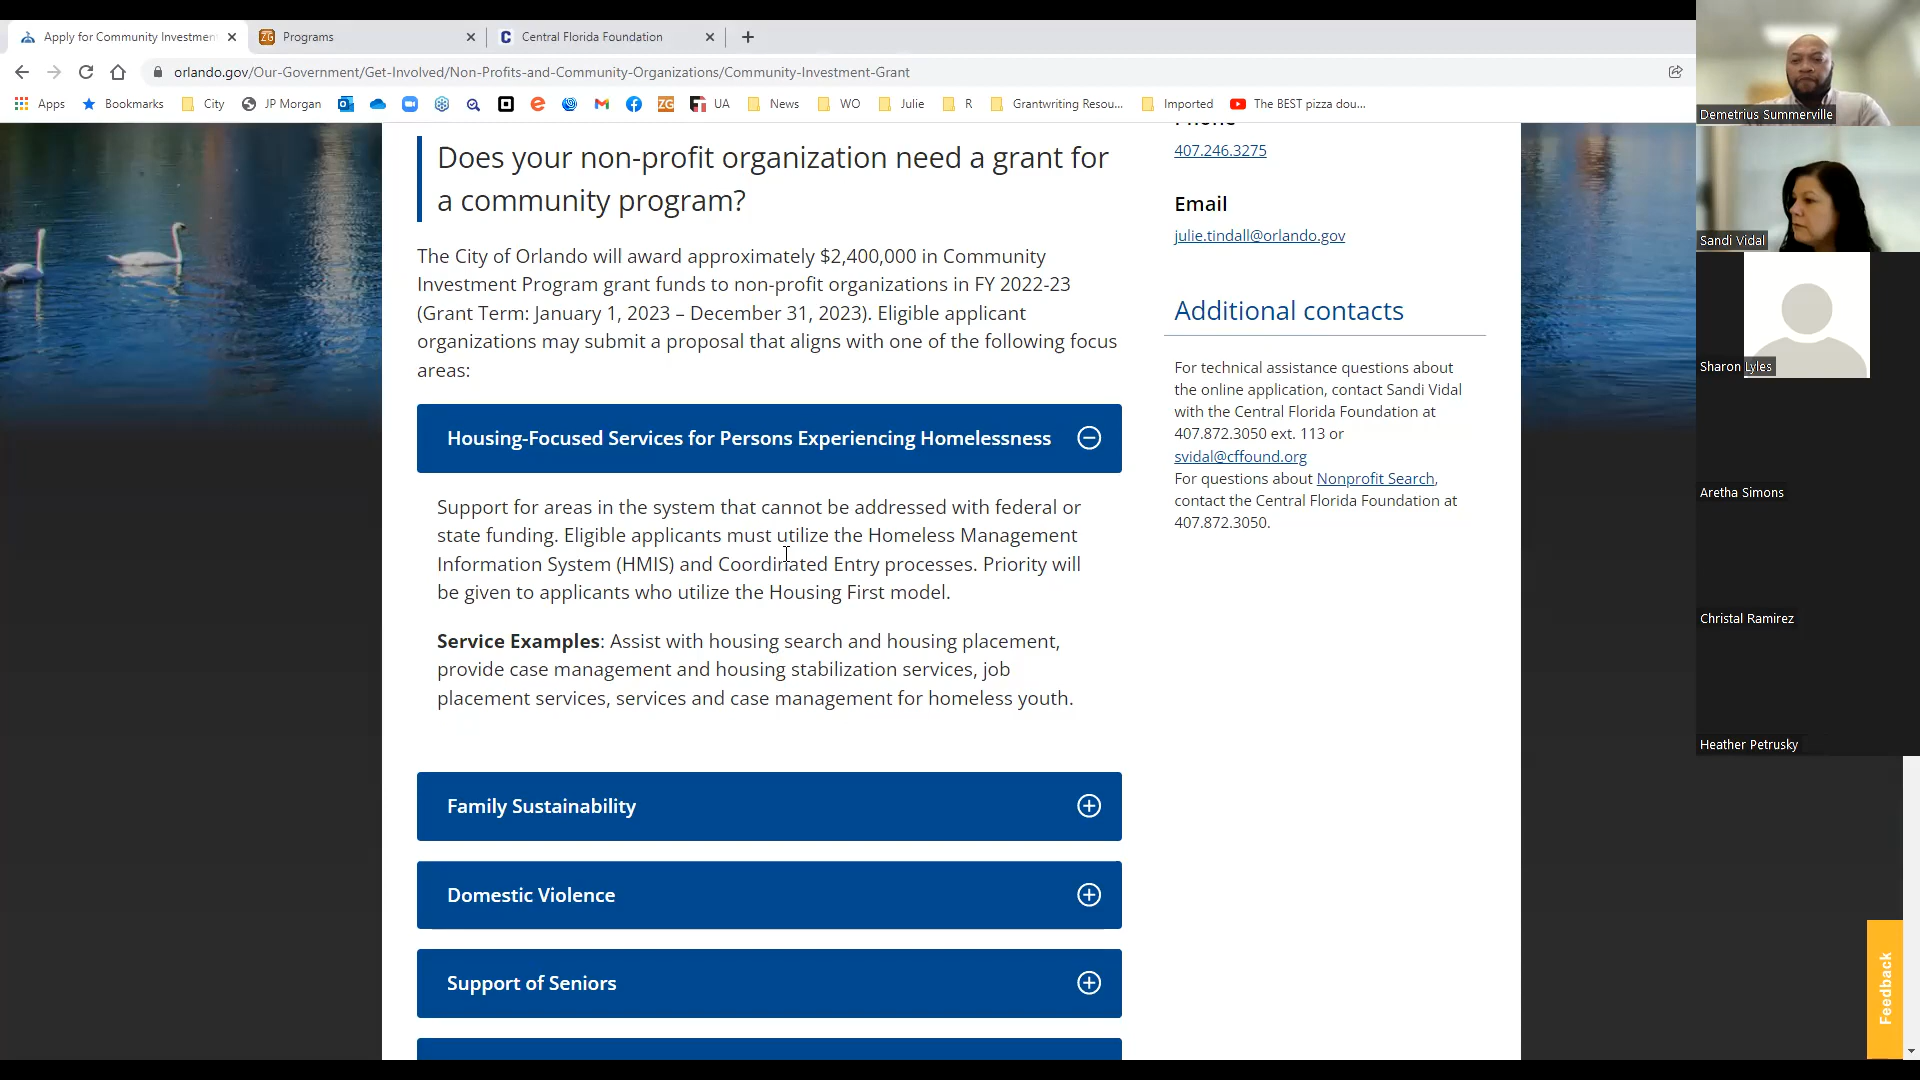 Apply for Community Investment
Programs
Central Florida Foundation
orlando.gov/Our-Government/Get-Involved/Non-Profits-and-Community-Organizations/Community-Investment-Grant
Apps
Bookmarks
City
JP Morgan
ZG
UA
News
WO
Julie
R
Grantwriting Resou...
Imported
The BEST pizza dou...
Does your non-profit organization need a grant for
a community program?
The City of Orlando will award approximately $2,400,000 in Community
Investment Program grant funds to non-profit organizations in FY 2022-23
(Grant Term: January 1, 2023 – December 31, 2023). Eligible applicant
organizations may submit a proposal that aligns with one of the following focus
areas:
Housing-Focused Services for Persons Experiencing Homelessness
Support for areas in the system that cannot be addressed with federal or
state funding. Eligible applicants must utilize the Homeless Management
Information System (HMIS) and Coordinated Entry processes. Priority will
be given to applicants who utilize the Housing First model.
Service Examples: Assist with housing search and housing placement,
provide case management and housing stabilization services, job
placement services, services and case management for homeless youth.
Family Sustainability
Domestic Violence
Support of Seniors
Phone
407.246.3275
Email
julie.tindall@orlando.gov
Additional contacts
For technical assistance questions about
the online application, contact Sandi Vidal
with the Central Florida Foundation at
407.872.3050 ext. 113 or
svidal@cffound.org
For questions about Nonprofit Search,
contact the Central Florida Foundation at
407.872.3050.
Demetrius Summerville
Sandi Vidal
Sharon Lyles
Aretha Simons
Christal Ramirez
Heather Petrusky
Feedback